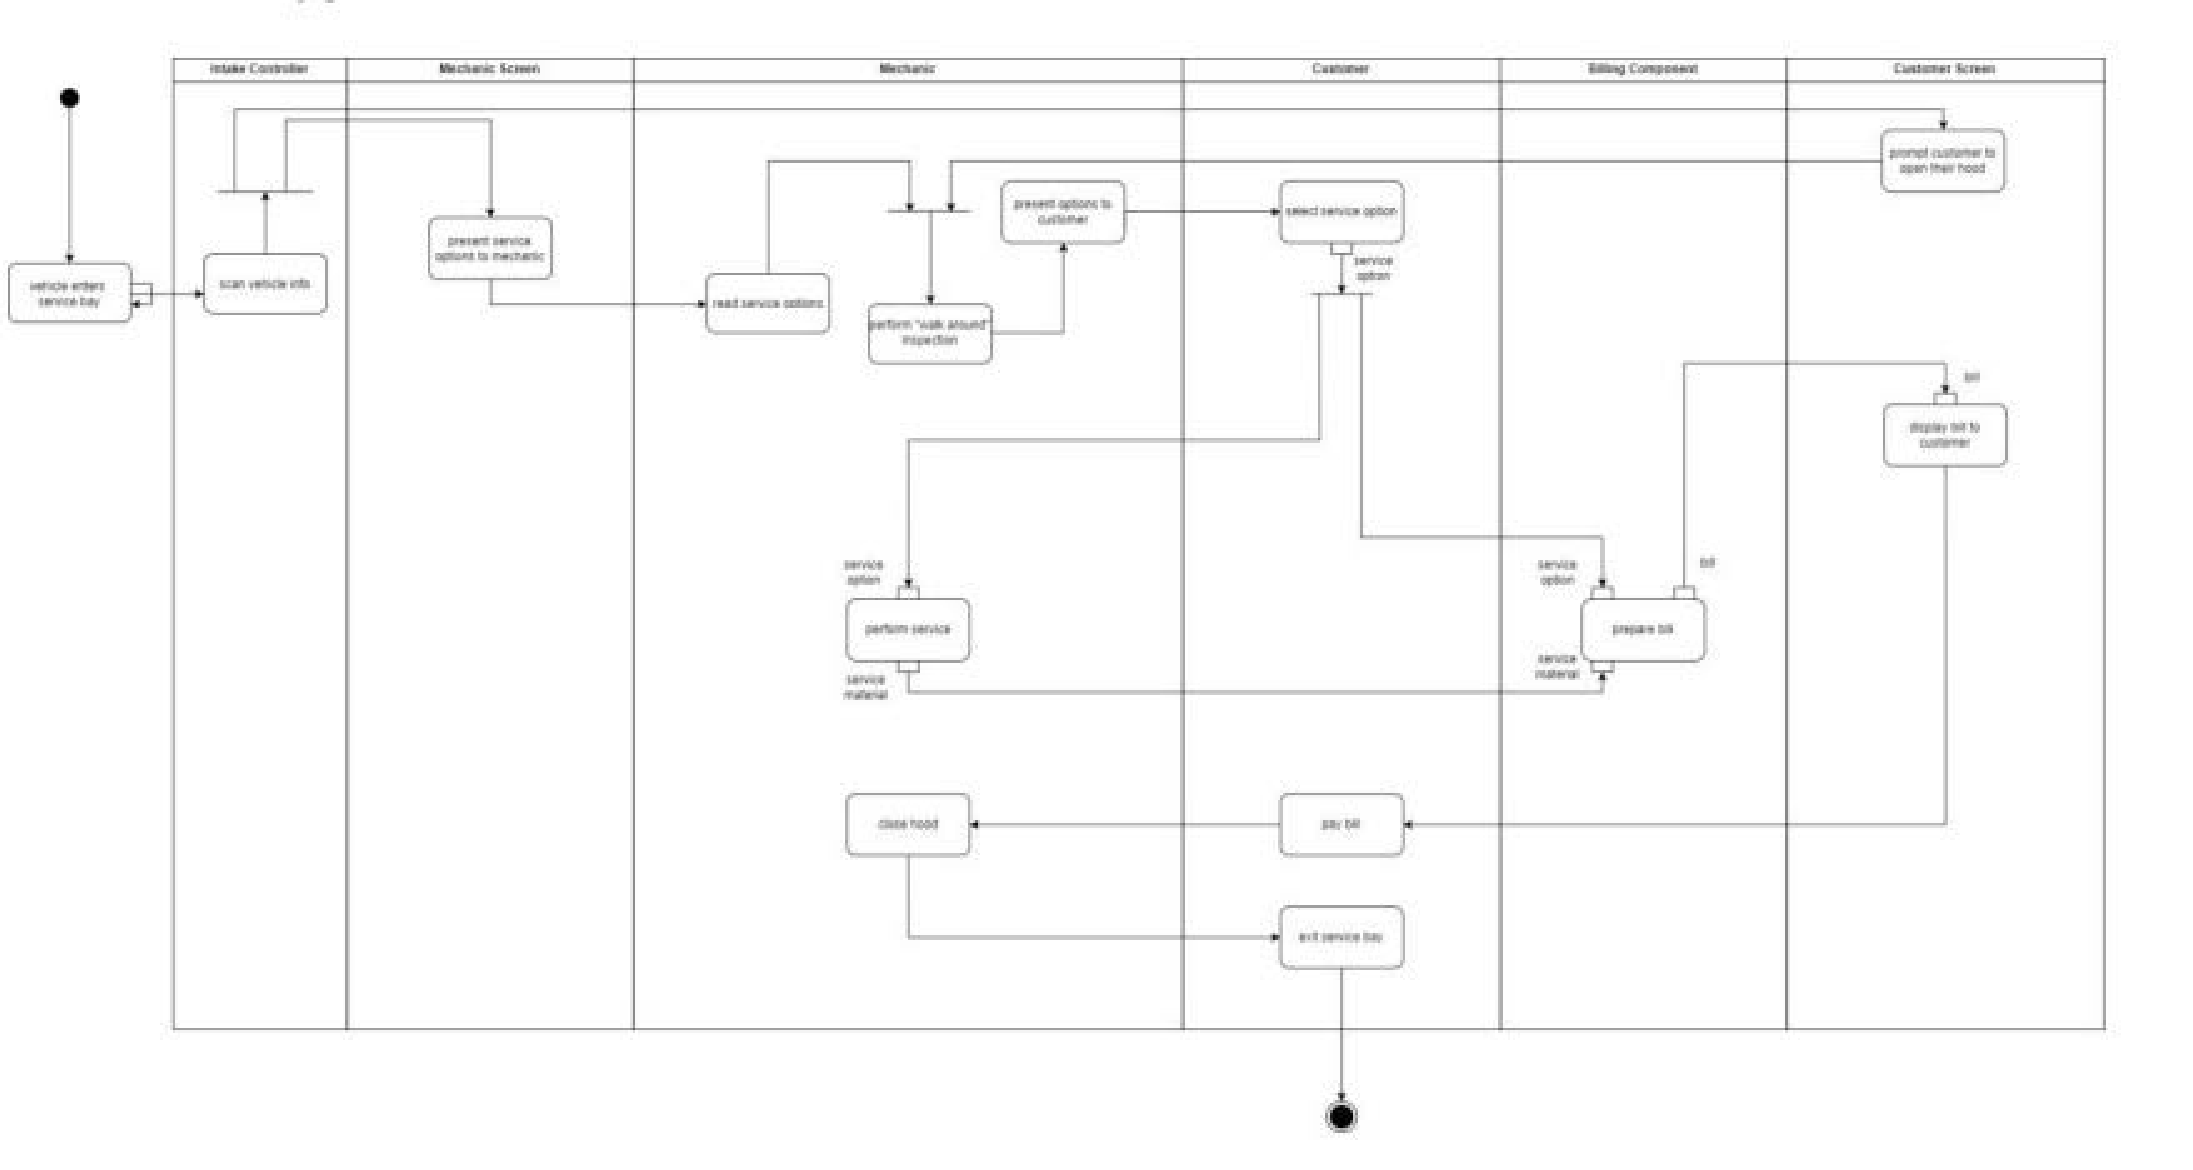 Intake Controller
Mechanic Screen
Mechanic
Customer
Billing Component
Customer Screen
prompt customer to
open their hood
present options to
customer
select service option
present service
options to mechanic
service
option
vehicle enters
service bay
scan vehicle info
read service options
perform "walk around"
inspection
bill
display bill to
customer
service
option
service
option
bill
perform service
prepare bill
service
material
service
material
close hood
pay bill
exit service bay